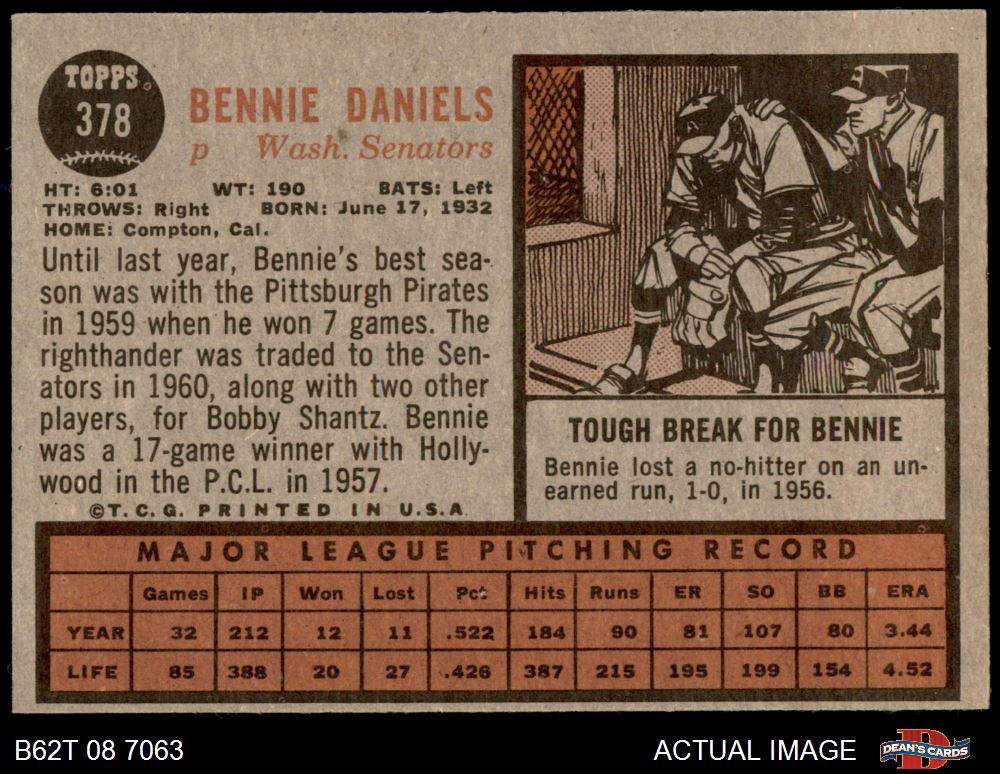 TOPPS
378
BENNIE DANIELS
p Wash. Senators
HT: 6:01 WT: 190 BATS: Left
THROWS: Right BORN: June 17, 1932
HOME: Compton, Cal.
Until last year, Bennie's best sea-
son was with the Pittsburgh Pirates
in 1959 when he won 7 games. The
righthander was traded to the Sen-
ators in 1960, along with two other
players, for Bobby Shantz. Bennie
was a 17-game winner with Holly-
wood in the P.C.L. in 1957.
©T.C.G. PRINTED IN U.S.A
TOUGH BREAK FOR BENNIE
Bennie lost a no-hitter on an un-
earned run, 1-0, in 1956.
MAJOR LEAGUE PITCHING RECORD
Games IP Won Lost Pct Hits Runs ER SO BB ERA
YEAR 32 212 12 11 .522 184 90 81 107 80 3.44
LIFE 85 388 20 27 .426 387 215 195 199 154 4.52
B62T 08 7063
ACTUAL IMAGE
DEAN'S CARDS